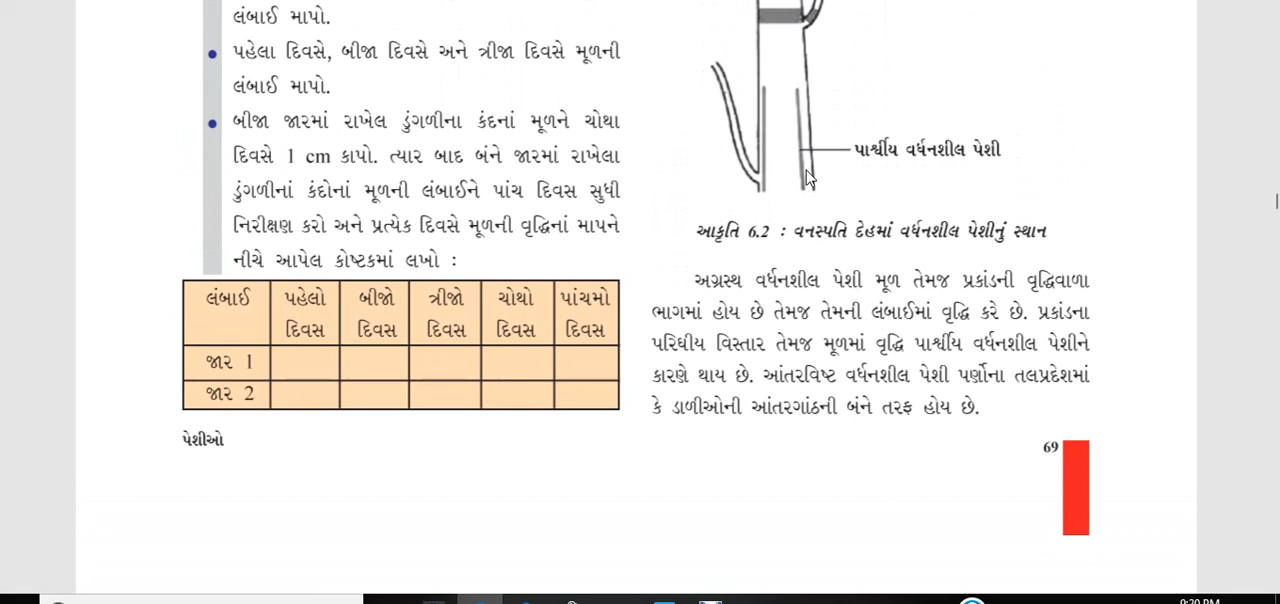 લંબાઈ માપો.
• પહેલા દિવસે, બીજા દિવસે અને ત્રીજા દિવસે મૂળની
લંબાઈ માપો.
• બીજા જારમાં રાખેલ ડુંગળીના કંદનાં મૂળને ચોથા
દિવસે 1 cm કાપો. ત્યાર બાદ બંને જારમાં રાખેલા
ડુંગળીનાં કંદોનાં મૂળની લંબાઈને પાંચ દિવસ સુધી
નિરીક્ષણ કરો અને પ્રત્યેક દિવસે મૂળની વૃદ્ધિનાં માપને
નીચે આપેલ કોષ્ટકમાં લખો :
લંબાઈ પહેલો બીજો ત્રીજો ચોથો પાંચમો
દિવસ દિવસ દિવસ દિવસ દિવસ
જાર 1
જાર 2
પેશીઓ
પાર્શ્વીય વર્ધનશીલ પેશી
આકૃતિ 6.2 : વનસ્પતિ દેહમાં વર્ધનશીલ પેશીનું સ્થાન
અગ્રસ્થ વર્ધનશીલ પેશી મૂળ તેમજ પ્રકાંડની વૃદ્ધિવાળા
ભાગમાં હોય છે તેમજ તેમની લંબાઈમાં વૃદ્ધિ કરે છે. પ્રકાંડના
પરિઘીય વિસ્તાર તેમજ મૂળમાં વૃદ્ધિ પાર્શ્વીય વર્ધનશીલ પેશીને
કારણે થાય છે. આંતરવિષ્ટ વર્ધનશીલ પેશી પર્ણોના તલપ્રદેશમાં
કે ડાળીઓની આંતરગાંઠની બંને તરફ હોય છે.
69